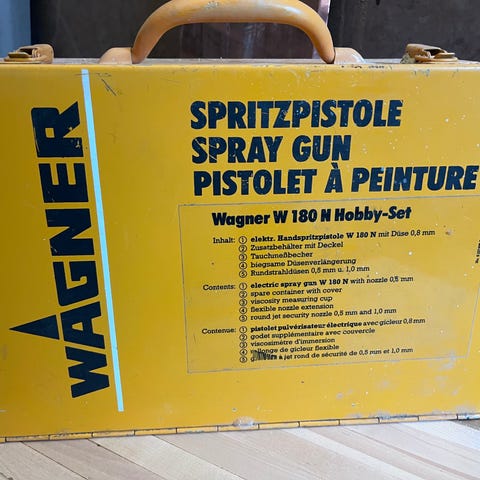 WAGNER
SPRITZPISTOLE
SPRAY GUN
PISTOLET À PEINTURE
Wagner W 180 N Hobby-Set
Inhalt: ① elektr. Handspritzpistole W 180 N mit Düse 0,8 mm
② Zusatzbehälter mit Deckel
③ Tauchmeßbecher
④ biegsame Düsenverlängerung
⑤ Rundstrahldüsen 0,5 mm u. 1,0 mm
Contents: ① electric spray gun W 180 N with nozzle 0,8 mm
② spare container with cover
③ viscosity measuring cup
④ flexible nozzle extension
⑤ round jet security nozzle 0,5 mm and 1,0 mm
Contenue: ① pistolet pulvérisateur électrique avec gicleur 0,8 mm
② godet supplémentaire avec couvercle
③ viscosimètre d'immersion
④ rallonge de gicleur flexible
⑤ à jet rond de sécurité de 0,5 mm et 1,0 mm